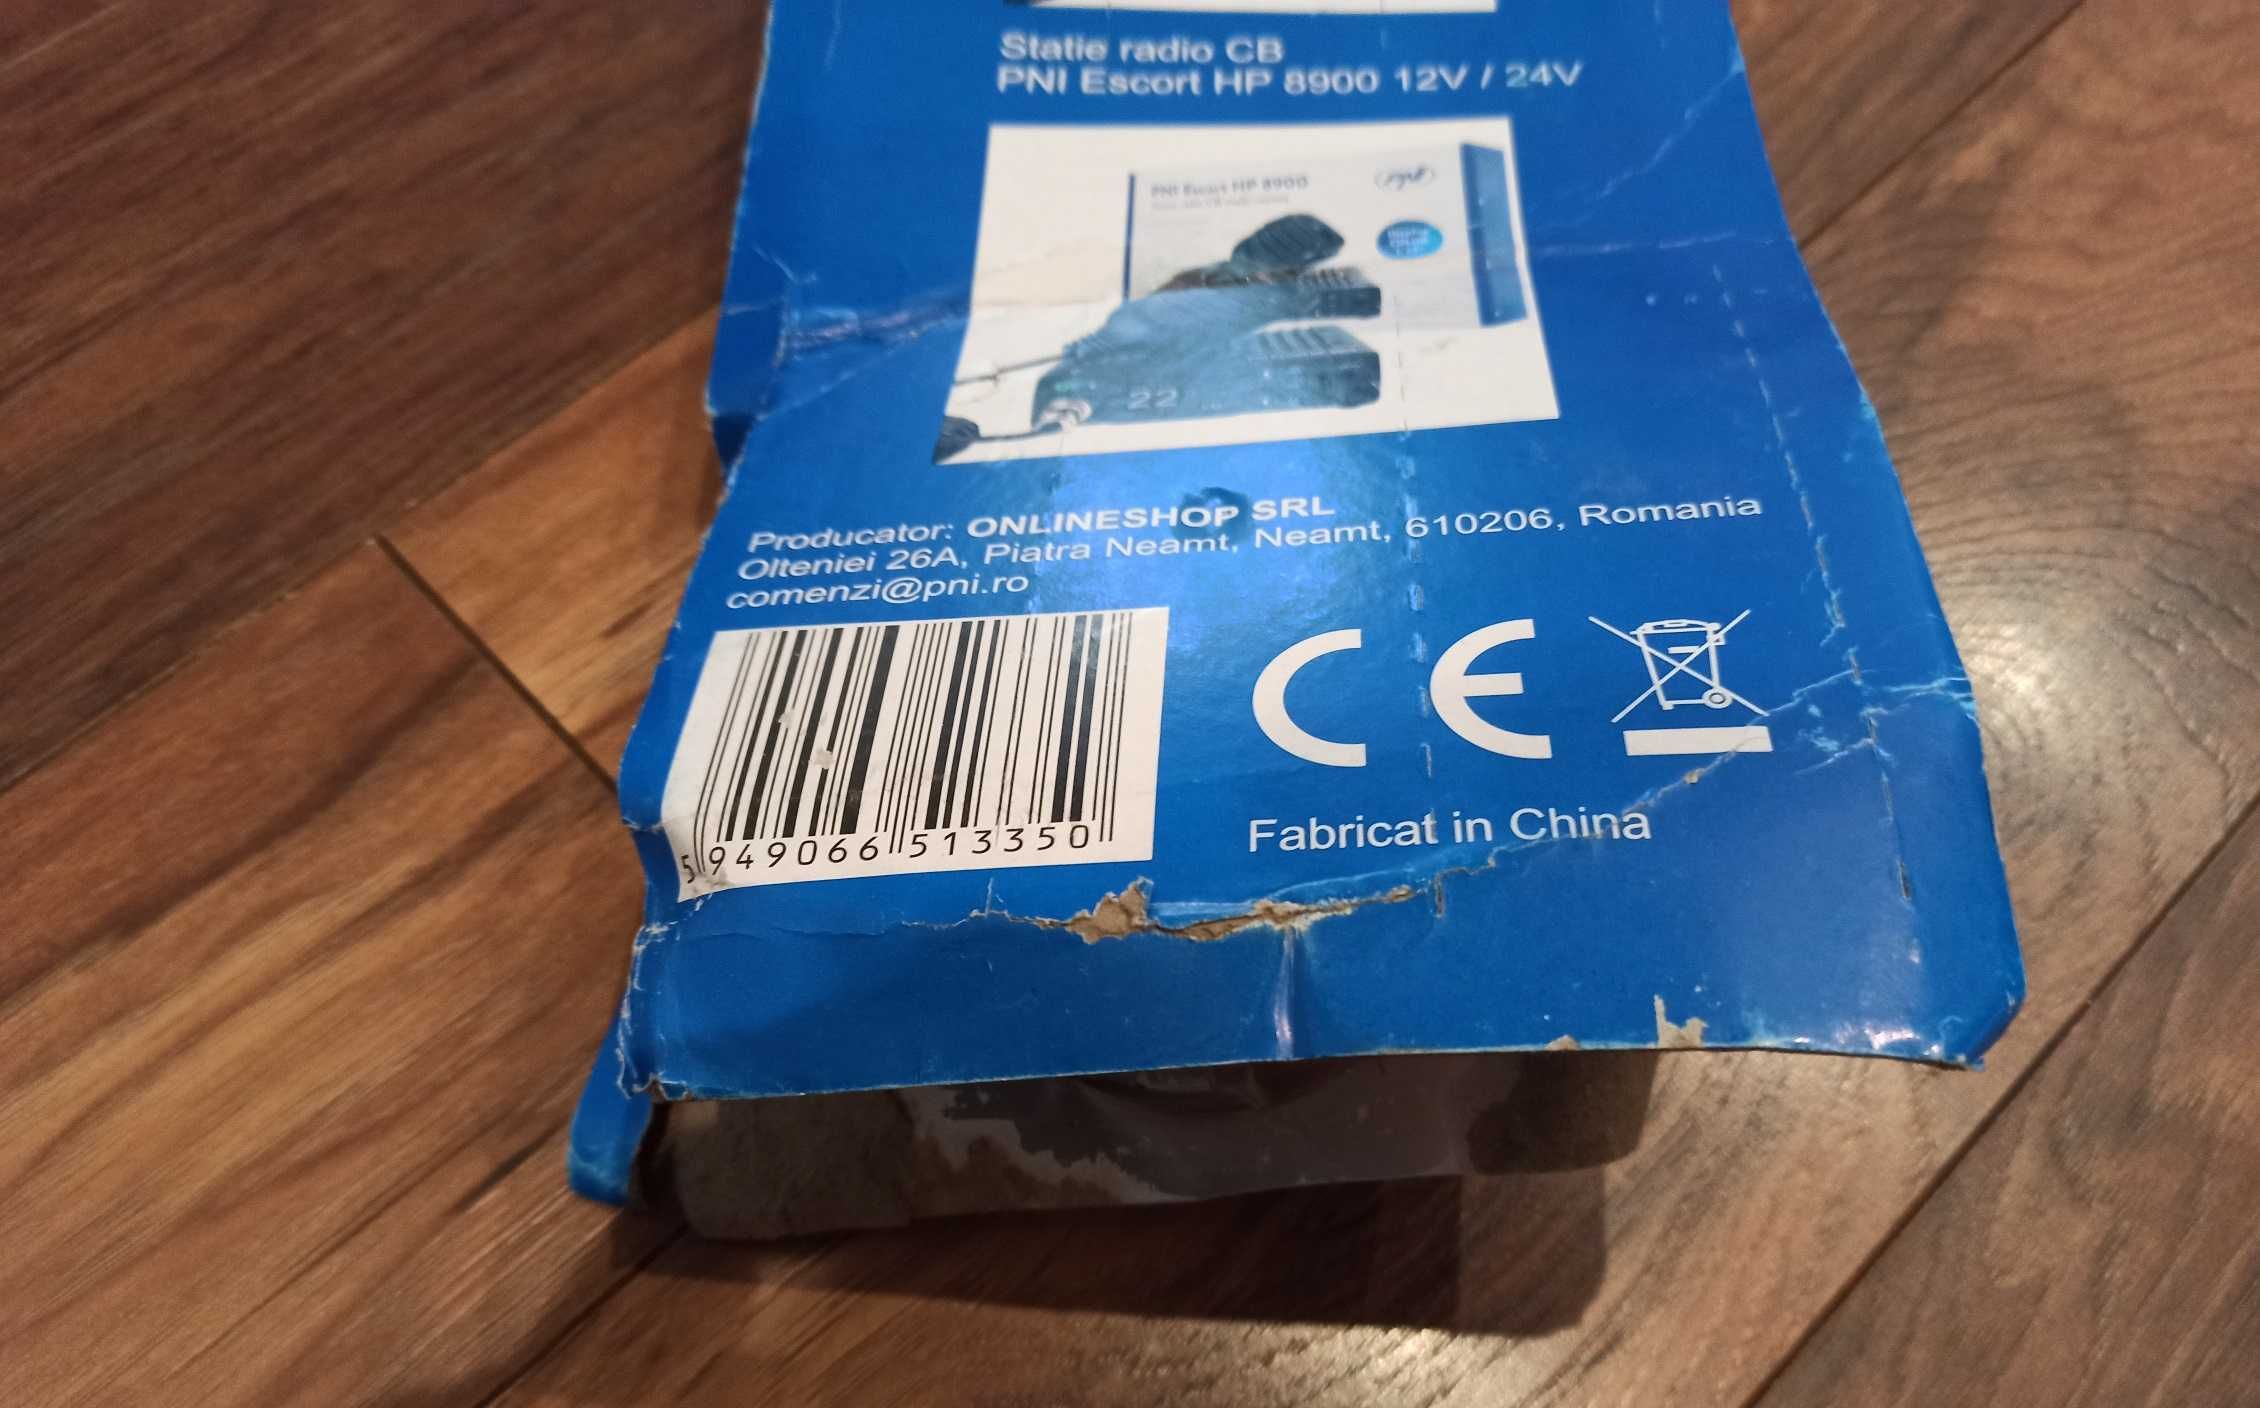 Statie radio CB
PNI Escort HP 8900 12V / 24V
PNI Escort HP 8900
22
Producator: ONLINESHOP SRL
Olteniei 26A, Piatra Neamt, Neamt, 610206, Romania
comenzi@pni.ro
CE
5 949066 513350
Fabricat in China